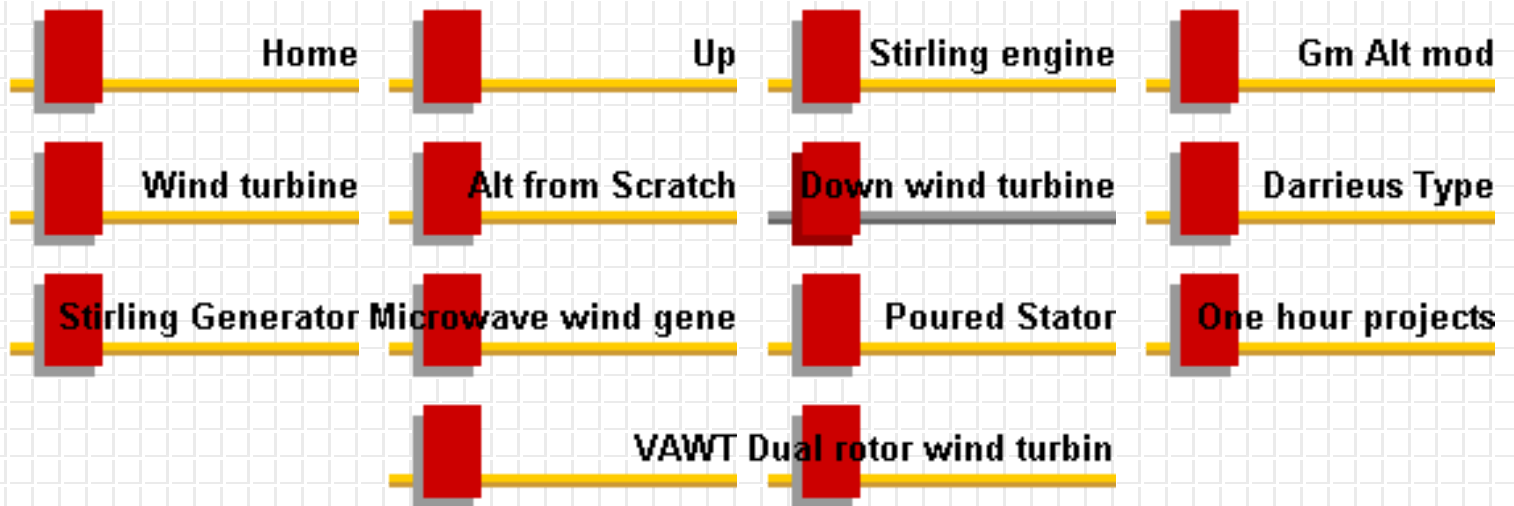 Home
Up
Stirling engine
Gm Alt mod
Wind turbine
Alt from Scratch
Down wind turbine
Darrieus Type
Stirling Generator
Microwave wind gene
Poured Stator
One hour projects
VAWT
Dual rotor wind turbin